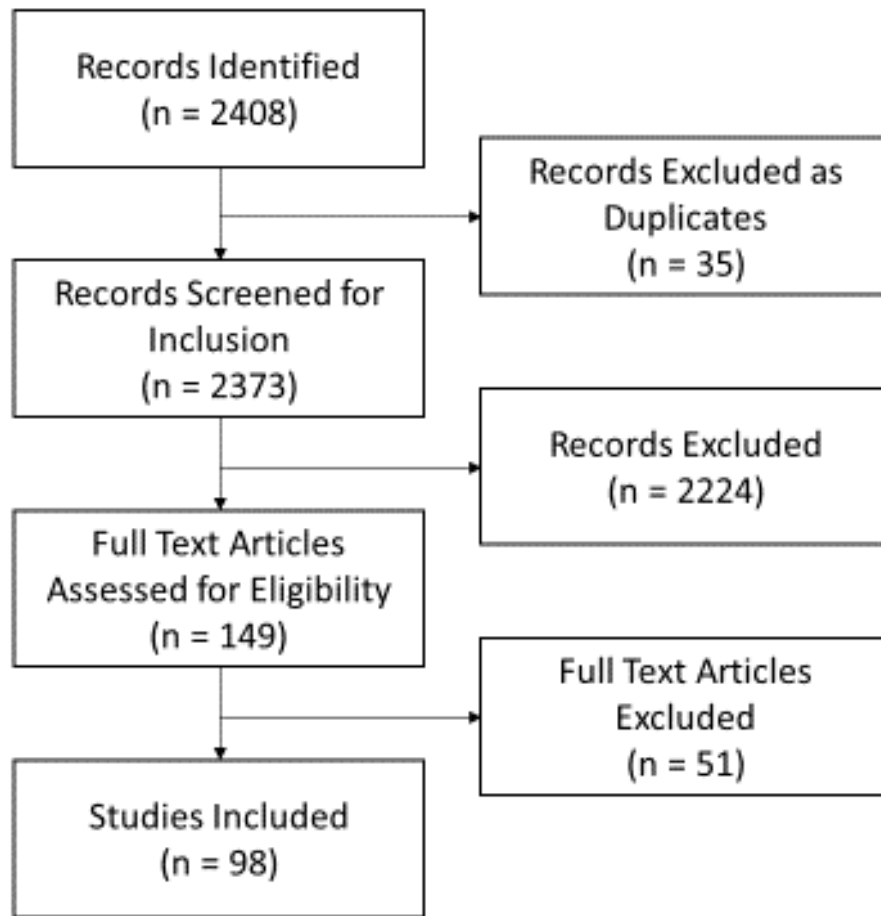 Records Identified
(n = 2408)
Records Excluded as
Duplicates
(n = 35)
Records Screened for
Inclusion
(n = 2373)
Records Excluded
(n = 2224)
Full Text Articles
Assessed for Eligibility
(n = 149)
Full Text Articles
Excluded
(n = 51)
Studies Included
(n = 98)